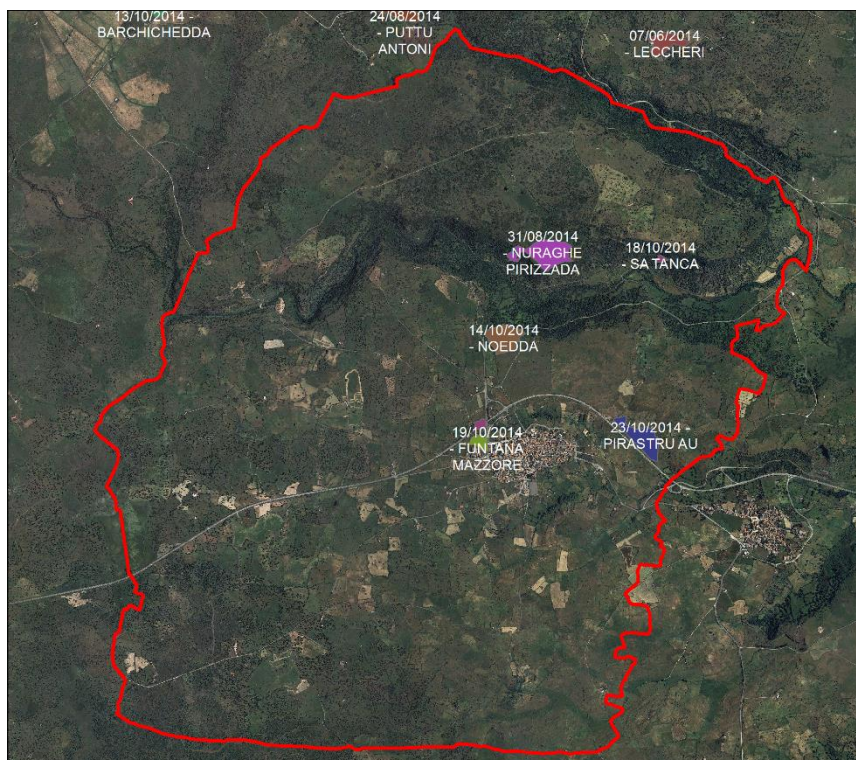 13/10/2014 -
BARCHICHEDDA
24/08/2014
- PUTTU
ANTONI
07/06/2014
- LECCHERI
31/08/2014
- NURAGHE
PIRIZZADA
18/10/2014
- SA TANCA
14/10/2014
- NOEDDA
19/10/2014
- FUNTANA
MAZZORE
23/10/2014 -
PIRASTRU AU